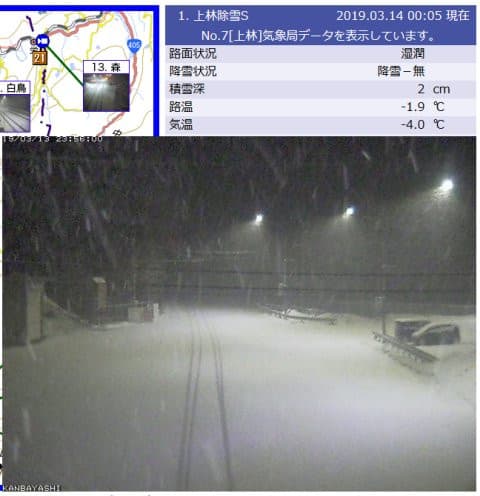 1. 上林除雪S 2019.03.14 00:05 現在
No.7[上林]気象局データを表示しています。
路面状況 湿潤
降雪状況 降雪－無
積雪深 2 cm
路温 -1.9 ℃
気温 -4.0 ℃
405
21
13. 森
. 白鳥
19/03/13 23:56:00
KANBAYASHI